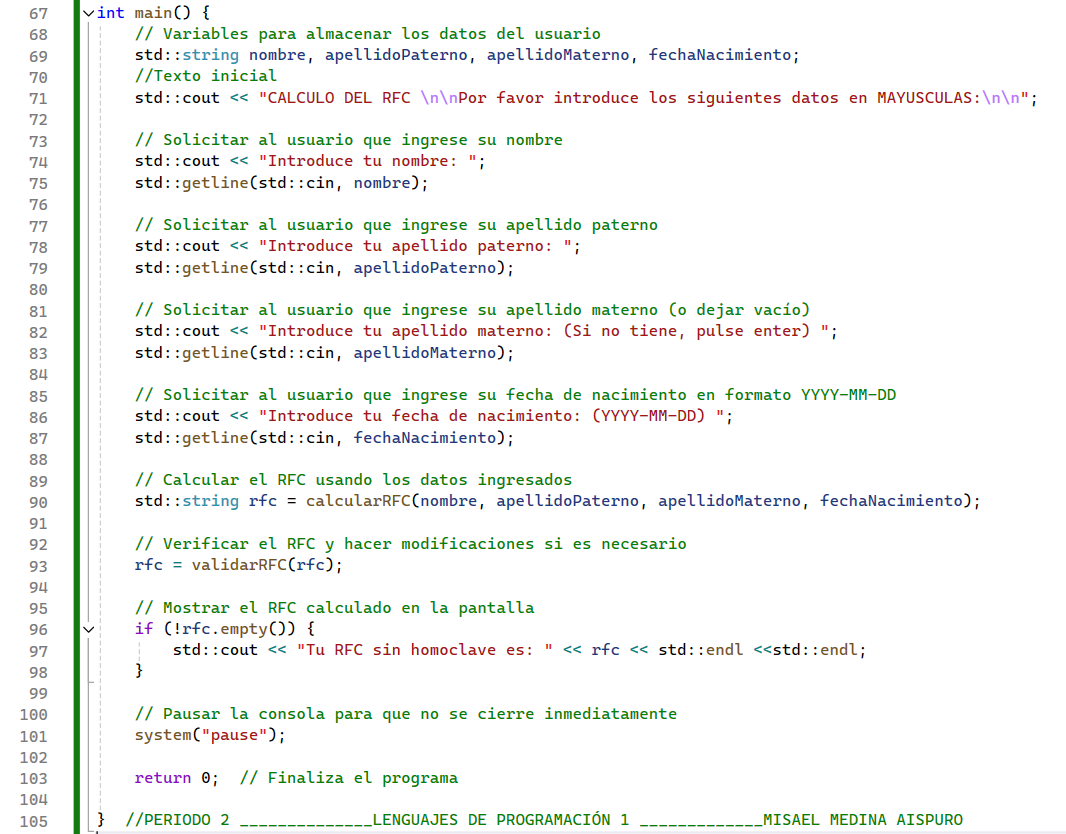 67 int main() {
68 // Variables para almacenar los datos del usuario
69 std::string nombre, apellidoPaterno, apellidoMaterno, fechaNacimiento;
70 //Texto inicial
71 std::cout << "CALCULO DEL RFC \n\nPor favor introduce los siguientes datos en MAYUSCULAS:\n\n";
72
73 // Solicitar al usuario que ingrese su nombre
74 std::cout << "Introduce tu nombre: ";
75 std::getline(std::cin, nombre);
76
77 // Solicitar al usuario que ingrese su apellido paterno
78 std::cout << "Introduce tu apellido paterno: ";
79 std::getline(std::cin, apellidoPaterno);
80
81 // Solicitar al usuario que ingrese su apellido materno (o dejar vacío)
82 std::cout << "Introduce tu apellido materno: (Si no tiene, pulse enter) ";
83 std::getline(std::cin, apellidoMaterno);
84
85 // Solicitar al usuario que ingrese su fecha de nacimiento en formato YYYY-MM-DD
86 std::cout << "Introduce tu fecha de nacimiento: (YYYY-MM-DD) ";
87 std::getline(std::cin, fechaNacimiento);
88
89 // Calcular el RFC usando los datos ingresados
90 std::string rfc = calcularRFC(nombre, apellidoPaterno, apellidoMaterno, fechaNacimiento);
91
92 // Verificar el RFC y hacer modificaciones si es necesario
93 rfc = validarRFC(rfc);
94
95 // Mostrar el RFC calculado en la pantalla
96 if (!rfc.empty()) {
97 std::cout << "Tu RFC sin homoclave es: " << rfc << std::endl <<std::endl;
98 }
99
100 // Pausar la consola para que no se cierre inmediatamente
101 system("pause");
102
103 return 0;  // Finaliza el programa
104
105 }  //PERIODO 2 ______________LENGUAJES DE PROGRAMACIÓN 1 _____________MISAEL MEDINA AISPURO